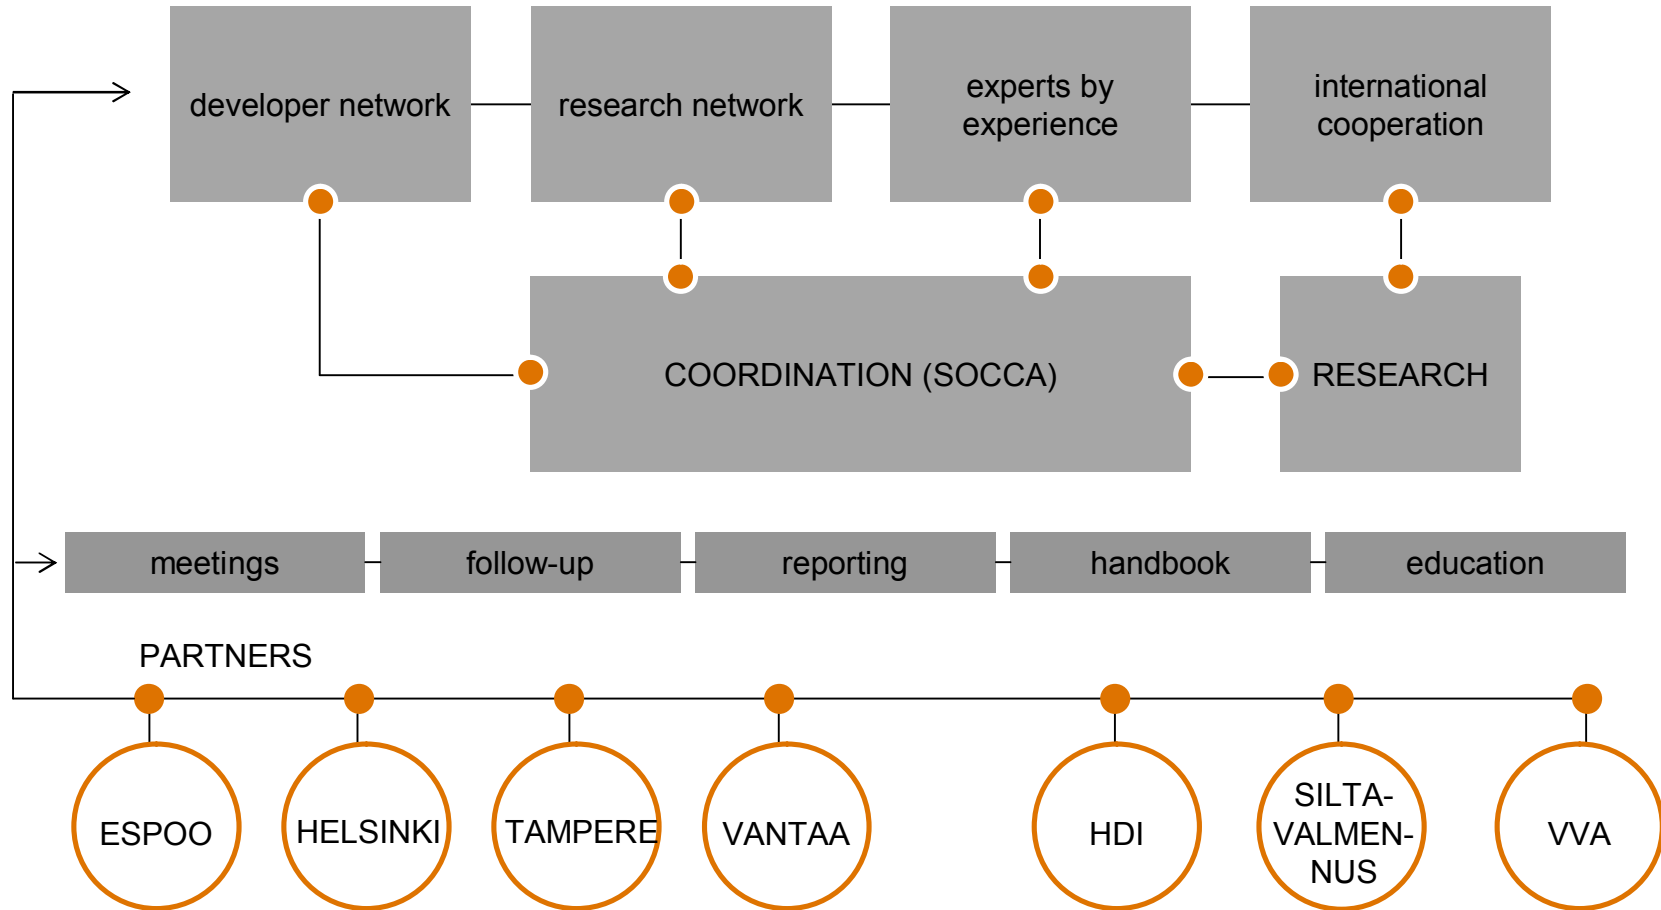 developer network
research network
experts by
experience
international
cooperation
COORDINATION (SOCCA)
RESEARCH
meetings
follow-up
reporting
handbook
education
PARTNERS
ESPOO
HELSINKI
TAMPERE
VANTAA
HDI
SILTA-
VALMEN-
NUS
VVA